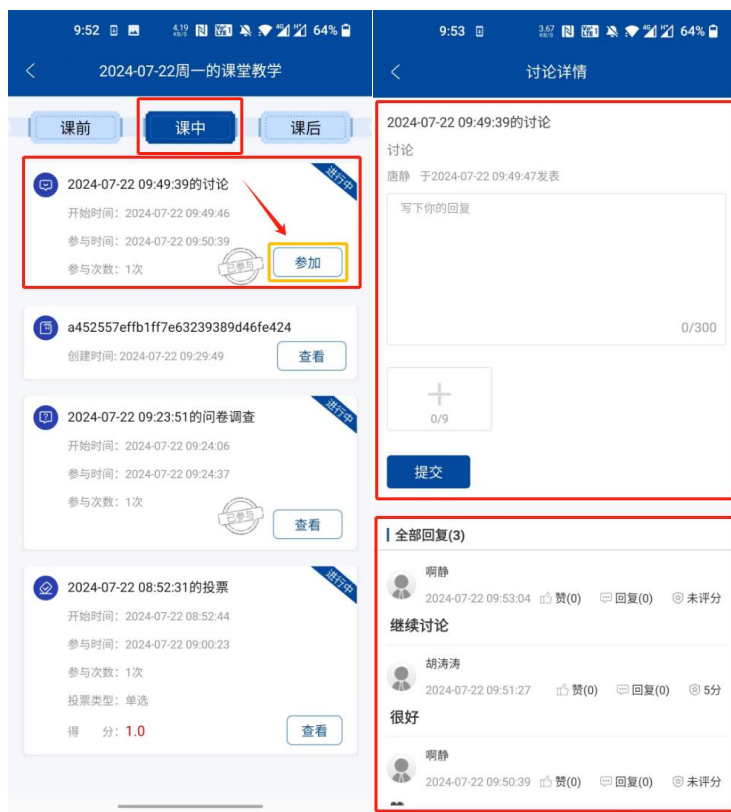 9:52 4.19 KB/S 64%
2024-07-22周一的课堂教学
课前 课中 课后
2024-07-22 09:49:39的讨论
进行中
开始时间：2024-07-22 09:49:46
参与时间：2024-07-22 09:50:39
参与次数：1次
已参与
参加
a452557effb1ff7e63239389d46fe424
创建时间: 2024-07-22 09:29:49
查看
2024-07-22 09:23:51的问卷调查
进行中
开始时间：2024-07-22 09:24:06
参与时间：2024-07-22 09:24:37
参与次数：1次
已参与
查看
2024-07-22 08:52:31的投票
进行中
开始时间：2024-07-22 08:52:44
参与时间：2024-07-22 09:00:23
参与次数：1次
投票类型：单选
得 分：1.0
查看
9:53 3.67 KB/S 64%
讨论详情
2024-07-22 09:49:39的讨论
讨论
唐静 于2024-07-22 09:49:47发表
写下你的回复
0/300
0/9
提交
全部回复(3)
啊静
2024-07-22 09:53:04 赞(0) 回复(0) 未评分
继续讨论
胡涛涛
2024-07-22 09:51:27 赞(0) 回复(0) 5分
很好
啊静
2024-07-22 09:50:39 赞(0) 回复(0) 未评分